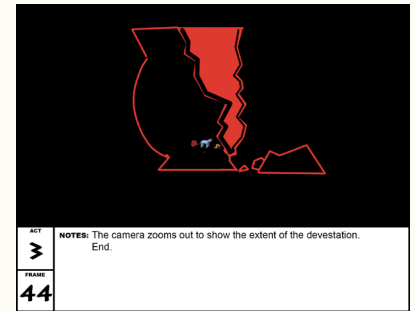 ACT
3
NOTES: The camera zooms out to show the extent of the devestation.
End.
FRAME
44